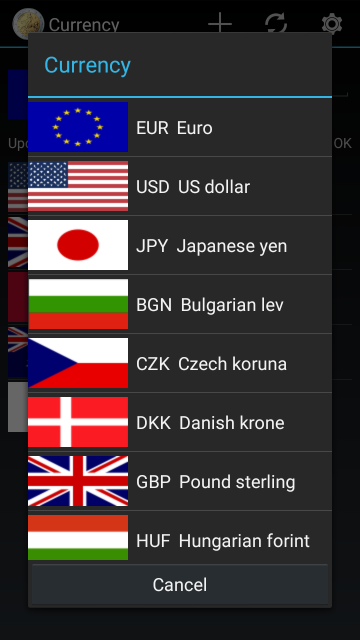 Currency
Currency
EUR Euro
USD US dollar
JPY Japanese yen
BGN Bulgarian lev
CZK Czech koruna
DKK Danish krone
GBP Pound sterling
HUF Hungarian forint
Cancel
OK